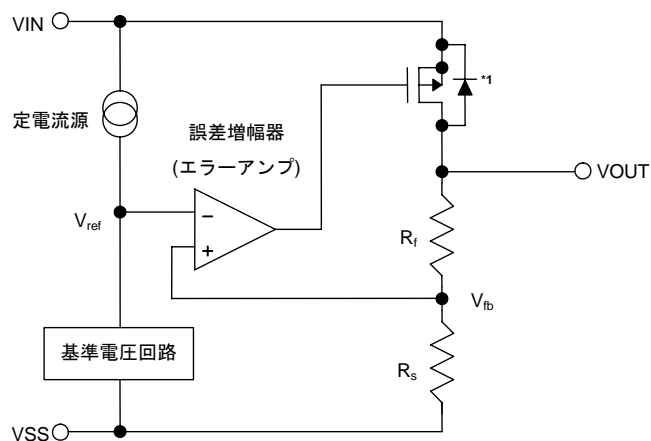 VIN
*1
定電流源
誤差増幅器
(エラーアンプ)
VOUT
Vref
−
+
Rf
Vfb
基準電圧回路
Rs
VSS